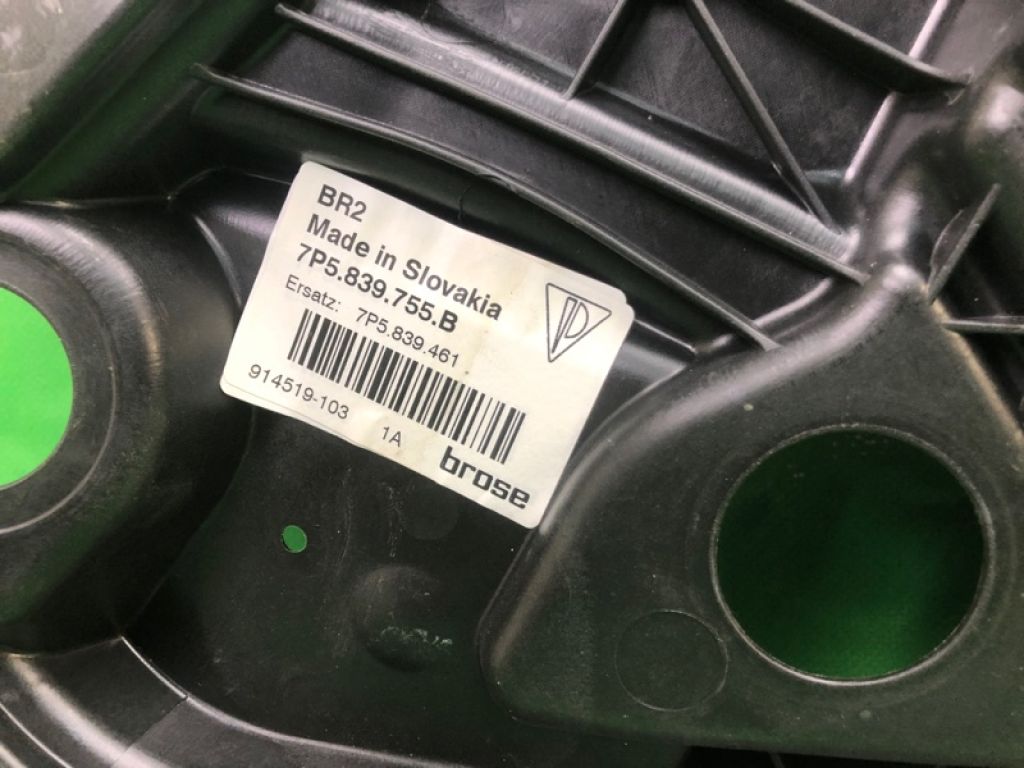 BR2
Made in Slovakia
7P5.839.755.B
Ersatz: 7P5.839.461
914519-103
1A
brose